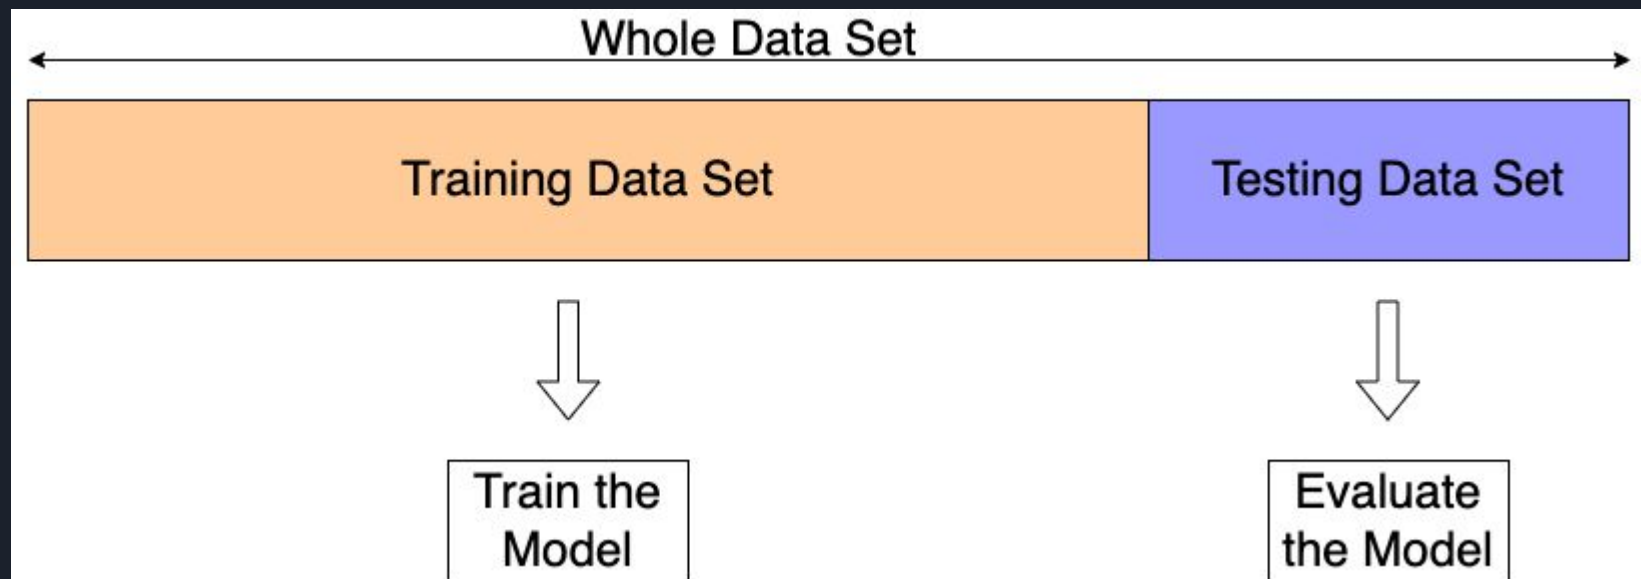 Whole Data Set
Training Data Set
Testing Data Set
Train the
Model
Evaluate
the Model